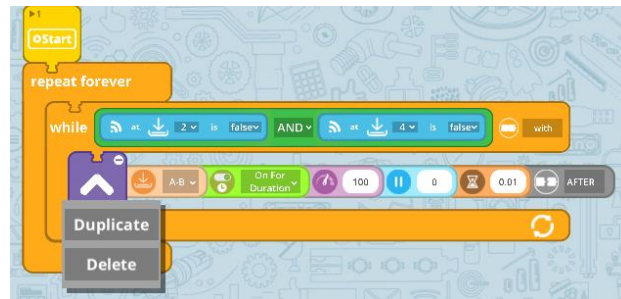 1
Start
repeat forever
while at 2 is false AND at 4 is false with
A-B On For Duration 100 0 0.01 AFTER
Duplicate
Delete